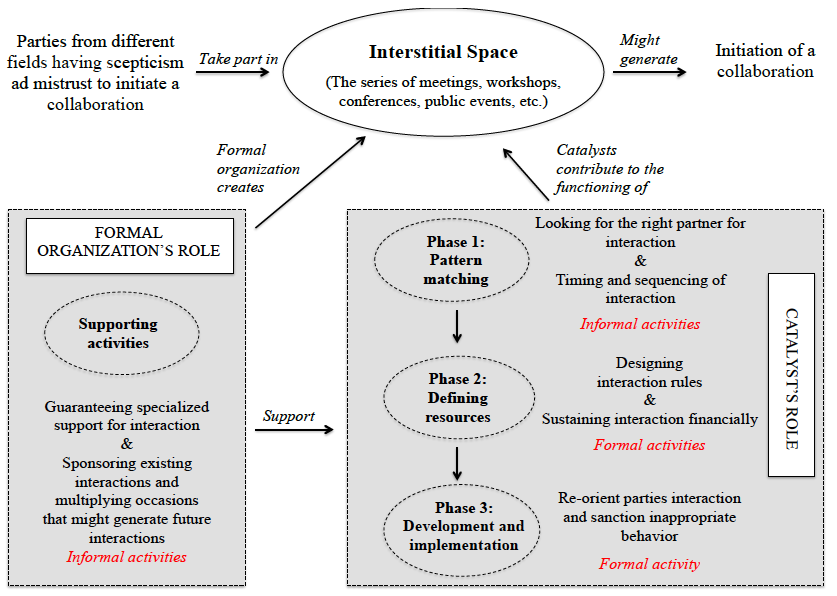 Parties from different
fields having scepticism
ad mistrust to initiate a
collaboration
Take part in
Interstitial Space
(The series of meetings, workshops,
conferences, public events, etc.)
Might
generate
Initiation of a
collaboration
Formal
organization
creates
Catalysts
contribute to the
functioning of
FORMAL
ORGANIZATION'S ROLE
Supporting
activities
Guaranteeing specialized
support for interaction
&
Sponsoring existing
interactions and
multiplying occasions
that might generate future
interactions
Informal activities
Support
Phase 1:
Pattern
matching
Looking for the right partner for
interaction
&
Timing and sequencing of
interaction
Informal activities
Phase 2:
Defining
resources
Designing
interaction rules
&
Sustaining interaction financially
Formal activities
Phase 3:
Development and
implementation
Re-orient parties interaction
and sanction inappropriate
behavior
Formal activity
CATALYST'S ROLE